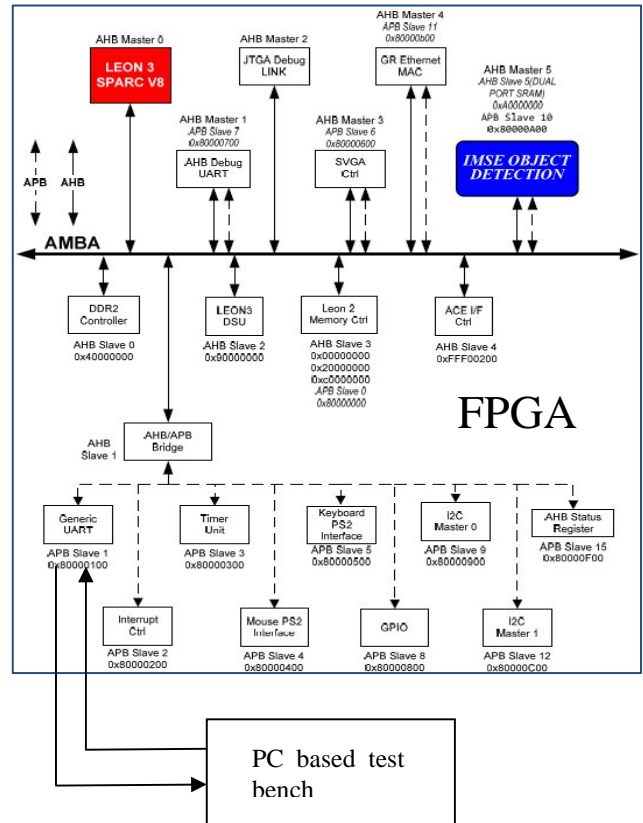 AHB Master 0
LEON 3
SPARC V8
AHB Master 2
JTGA Debug
LINK
AHB Master 4
APB Slave 11
0x80000b00
GR Ethernet
MAC
AHB Master 5
AHB Slave 5(DUAL
PORT SRAM)
0xA0000000
APB Slave 10
0x80000A00
IMSE OBJECT
DETECTION
AHB Master 1
APB Slave 7
0x80000700
AHB Debug
UART
AHB Master 3
APB Slave 6
0x80000600
SVGA
Ctrl
APB
AHB
AMBA
DDR2
Controller
AHB Slave 0
0x40000000
LEON3
DSU
AHB Slave 2
0x90000000
Leon 2
Memory Ctrl
AHB Slave 3
0x00000000
0x20000000
0xc0000000
APB Slave 0
0x80000000
ACE I/F
Ctrl
AHB Slave 4
0xFFF00200
FPGA
AHB
Slave 1
AHB/APB
Bridge
Generic
UART
APB Slave 1
0x80000100
Timer
Unit
APB Slave 3
0x80000300
Keyboard
PS2
Interface
APB Slave 5
0x80000500
I2C
Master 0
APB Slave 9
0x80000900
AHB Status
Register
APB Slave 15
0x80000F00
Interrupt
Ctrl
APB Slave 2
0x80000200
Mouse PS2
Interface
APB Slave 4
0x80000400
GPIO
APB Slave 8
0x80000800
I2C
Master 1
APB Slave 12
0x80000C00
PC based test
bench